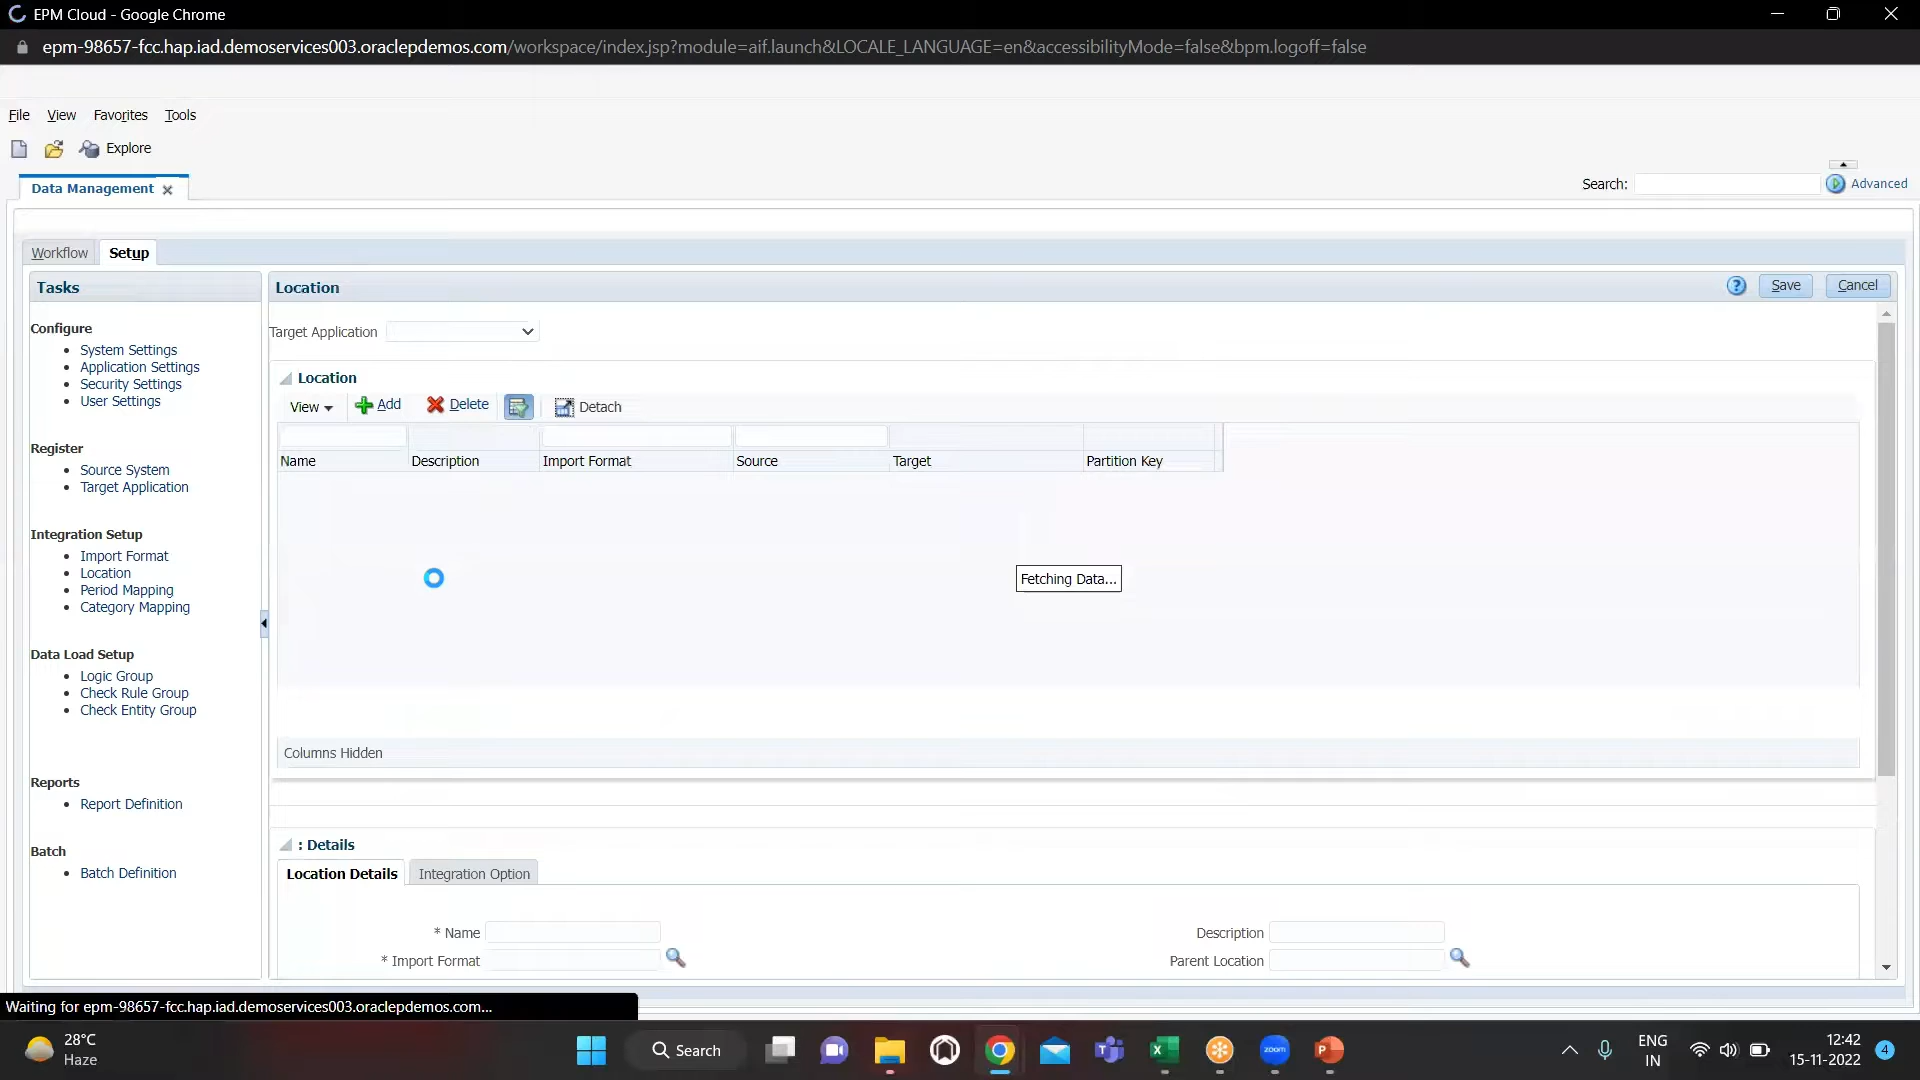 EPM Cloud - Google Chrome
epm-98657-fcc.hap.iad.demoservices003.oraclepdemos.com/workspace/index.jsp?module=aif.launch&LOCALE_LANGUAGE=en&accessibilityMode=false&bpm.logoff=false
File View Favorites Tools
Explore
Data Management
Search: Advanced
Workflow Setup
Tasks
Configure
System Settings
Application Settings
Security Settings
User Settings
Register
Source System
Target Application
Integration Setup
Import Format
Location
Period Mapping
Category Mapping
Data Load Setup
Logic Group
Check Rule Group
Check Entity Group
Reports
Report Definition
Batch
Batch Definition
Location
Save Cancel
Target Application
Location
View Add Delete Detach
Name Description Import Format Source Target Partition Key
Fetching Data...
Columns Hidden
: Details
Location Details Integration Option
* Name Description
* Import Format Parent Location
Waiting for epm-98657-fcc.hap.iad.demoservices003.oraclepdemos.com...
28°C
Haze
Search
zoom
ENG
IN
12:42
15-11-2022
4